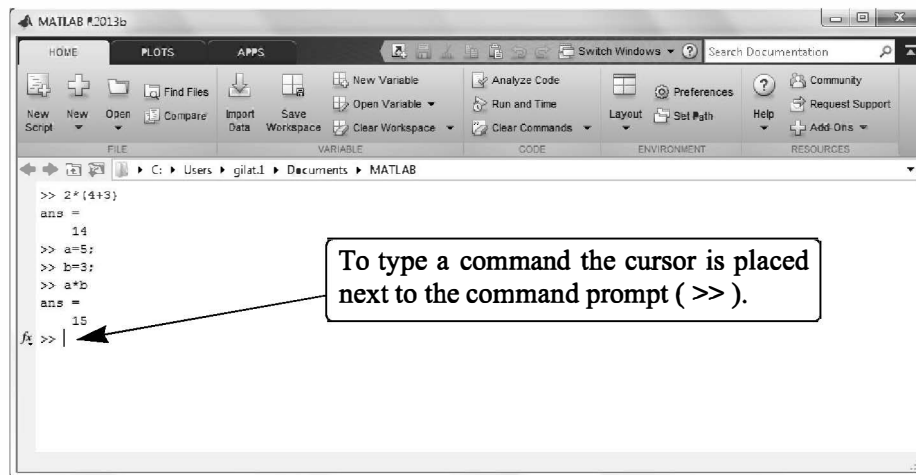 MATLAB R2013b
HOME PLOTS APPS Switch Windows Search Documentation
New Script New Open Find Files Compare Import Data Save Workspace New Variable Open Variable Clear Workspace Analyze Code Run and Time Clear Commands Layout Preferences Set Path Help Community Request Support Add-Ons
FILE VARIABLE CODE ENVIRONMENT RESOURCES
C: Users gilat.1 Documents MATLAB
>> 2*(4+3)
ans =
14
>> a=5;
>> b=3;
>> a*b
ans =
15
fx >>
To type a command the cursor is placed
next to the command prompt ( >> ).